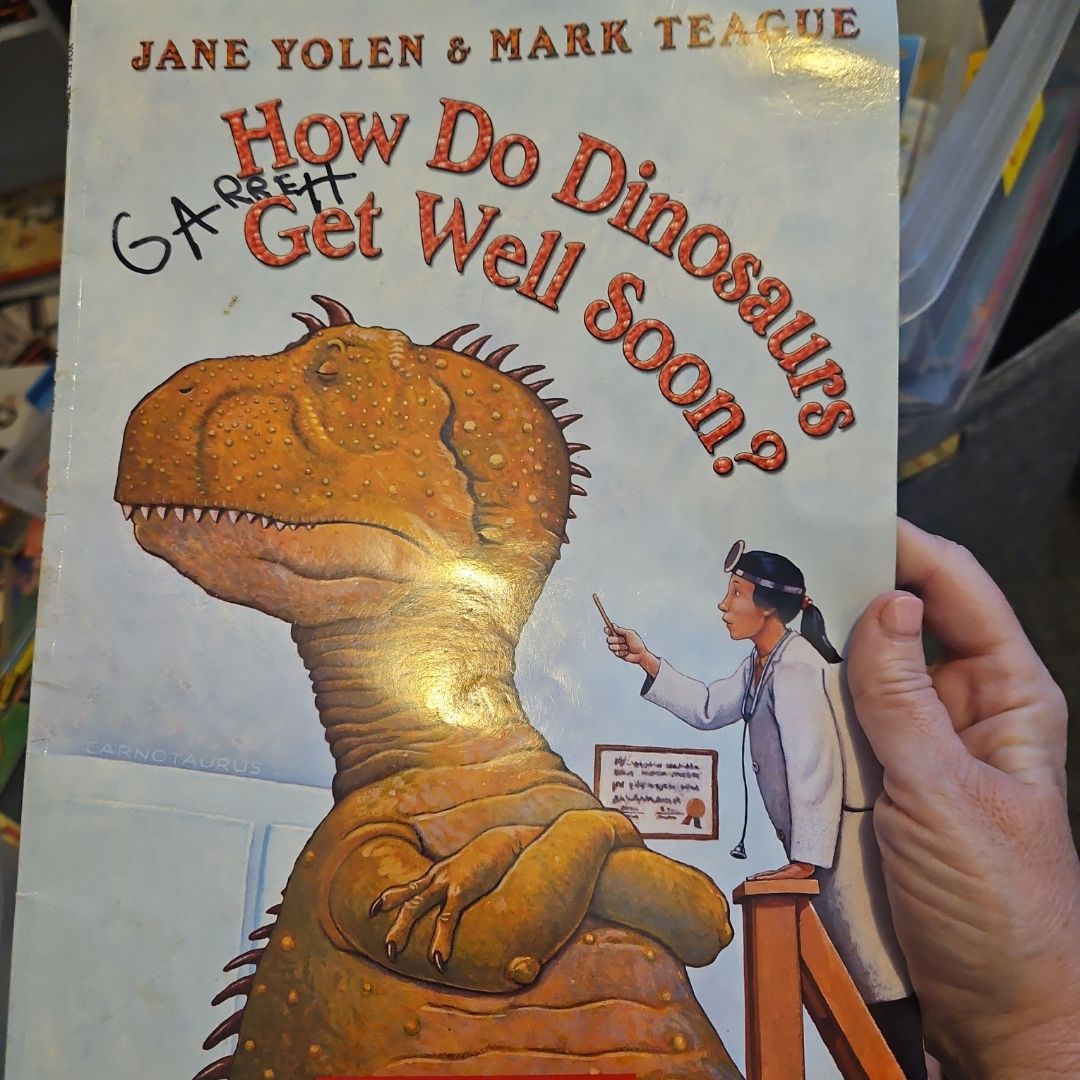 JANE YOLEN & MARK TEAGUE
How Do Dinosaurs
GARRETT
Get Well Soon?
CARNOTAURUS